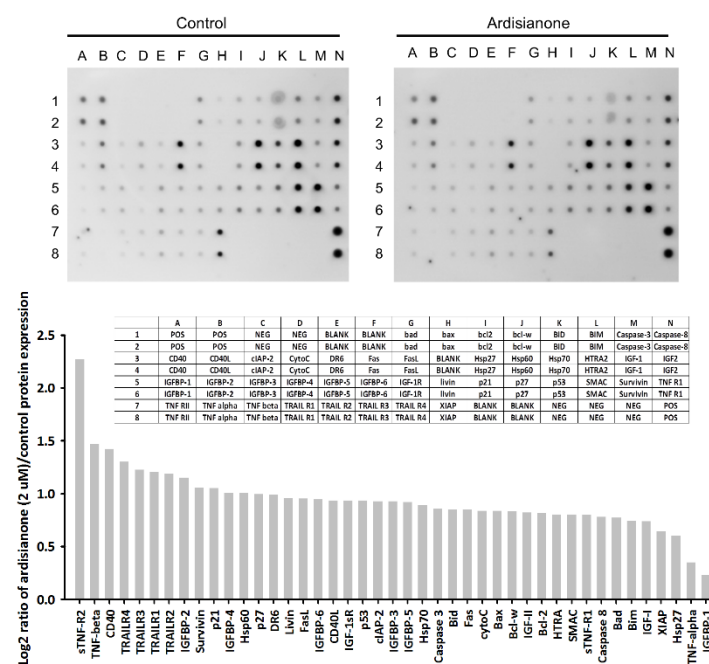 Control Ardisianone
A B C D E F G H I J K L M N A B C D E F G H I J K L M N
1 1
2 2
3 3
4 4
5 5
6 6
7 7
8 8
A B C D E F G H I J K L M N
1 POS POS NEG NEG BLANK BLANK bad bax bcl2 bcl-w BID BIM Caspase-3 Caspase-8
2 POS POS NEG NEG BLANK BLANK bad bax bcl2 bcl-w BID BIM Caspase-3 Caspase-8
3 CD40 CD40L cIAP-2 CytoC DR6 Fas FasL BLANK Hsp27 Hsp60 Hsp70 HTRA2 IGF-1 IGF2
4 CD40 CD40L cIAP-2 CytoC DR6 Fas FasL BLANK Hsp27 Hsp60 Hsp70 HTRA2 IGF-1 IGF2
5 IGFBP-1 IGFBP-2 IGFBP-3 IGFBP-4 IGFBP-5 IGFBP-6 IGF-1R livin p21 p27 p53 SMAC Survivin TNF R1
6 IGFBP-1 IGFBP-2 IGFBP-3 IGFBP-4 IGFBP-5 IGFBP-6 IGF-1R livin p21 p27 p53 SMAC Survivin TNF R1
7 TNF RII TNF alpha TNF beta TRAIL R1 TRAIL R2 TRAIL R3 TRAIL R4 XIAP BLANK BLANK NEG NEG NEG POS
8 TNF RII TNF alpha TNF beta TRAIL R1 TRAIL R2 TRAIL R3 TRAIL R4 XIAP BLANK BLANK NEG NEG NEG POS
Log2 ratio of ardisianone (2 uM)/control protein expression
2.5
2.0
1.5
1.0
0.5
0.0
sTNF-R2
TNF-beta
CD40
TRAILR4
TRAILR3
TRAILR1
TRAILR2
IGFBP-2
Survivin
p21
IGFBP-4
Hsp60
p27
DR6
Livin
FasL
IGFBP-6
CD40L
IGF-1sR
p53
cIAP-2
IGFBP-3
IGFBP-5
Hsp70
Caspase 3
Bid
Fas
cytoC
Bax
Bcl-w
IGF-II
Bcl-2
HTRA
SMAC
sTNF-R1
Caspase 8
Bad
Bim
IGF-I
XIAP
Hsp27
TNF-alpha
IGFBP-1